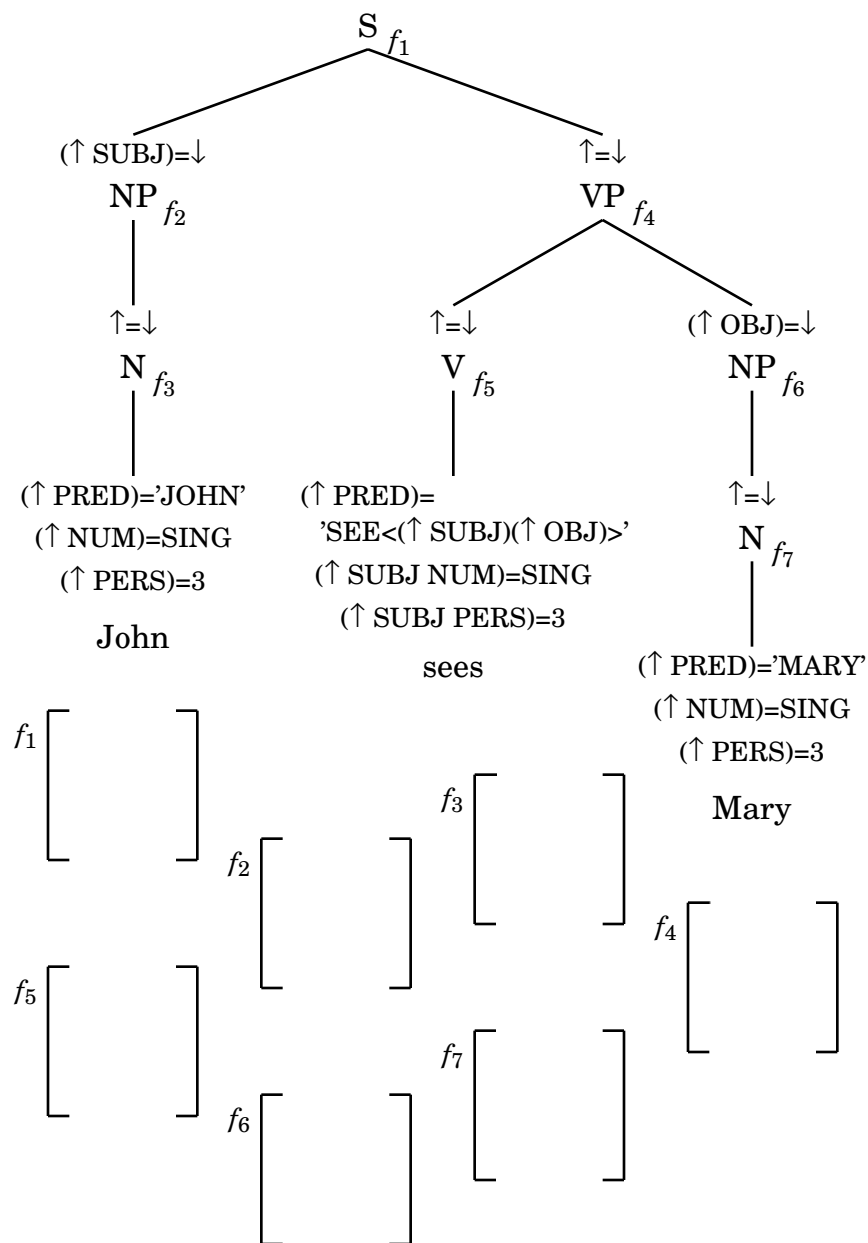 S f1
(↑ SUBJ)=↓ ↑=↓
NP f2 VP f4
↑=↓ ↑=↓ (↑ OBJ)=↓
N f3 V f5 NP f6
(↑ PRED)='JOHN' (↑ PRED)= ↑=↓
(↑ NUM)=SING 'SEE<(↑ SUBJ)(↑ OBJ)>' N f7
(↑ PERS)=3 (↑ SUBJ NUM)=SING
John (↑ SUBJ PERS)=3
sees (↑ PRED)='MARY'
f1 (↑ NUM)=SING
(↑ PERS)=3
f3 Mary
f2
f4
f5
f7
f6